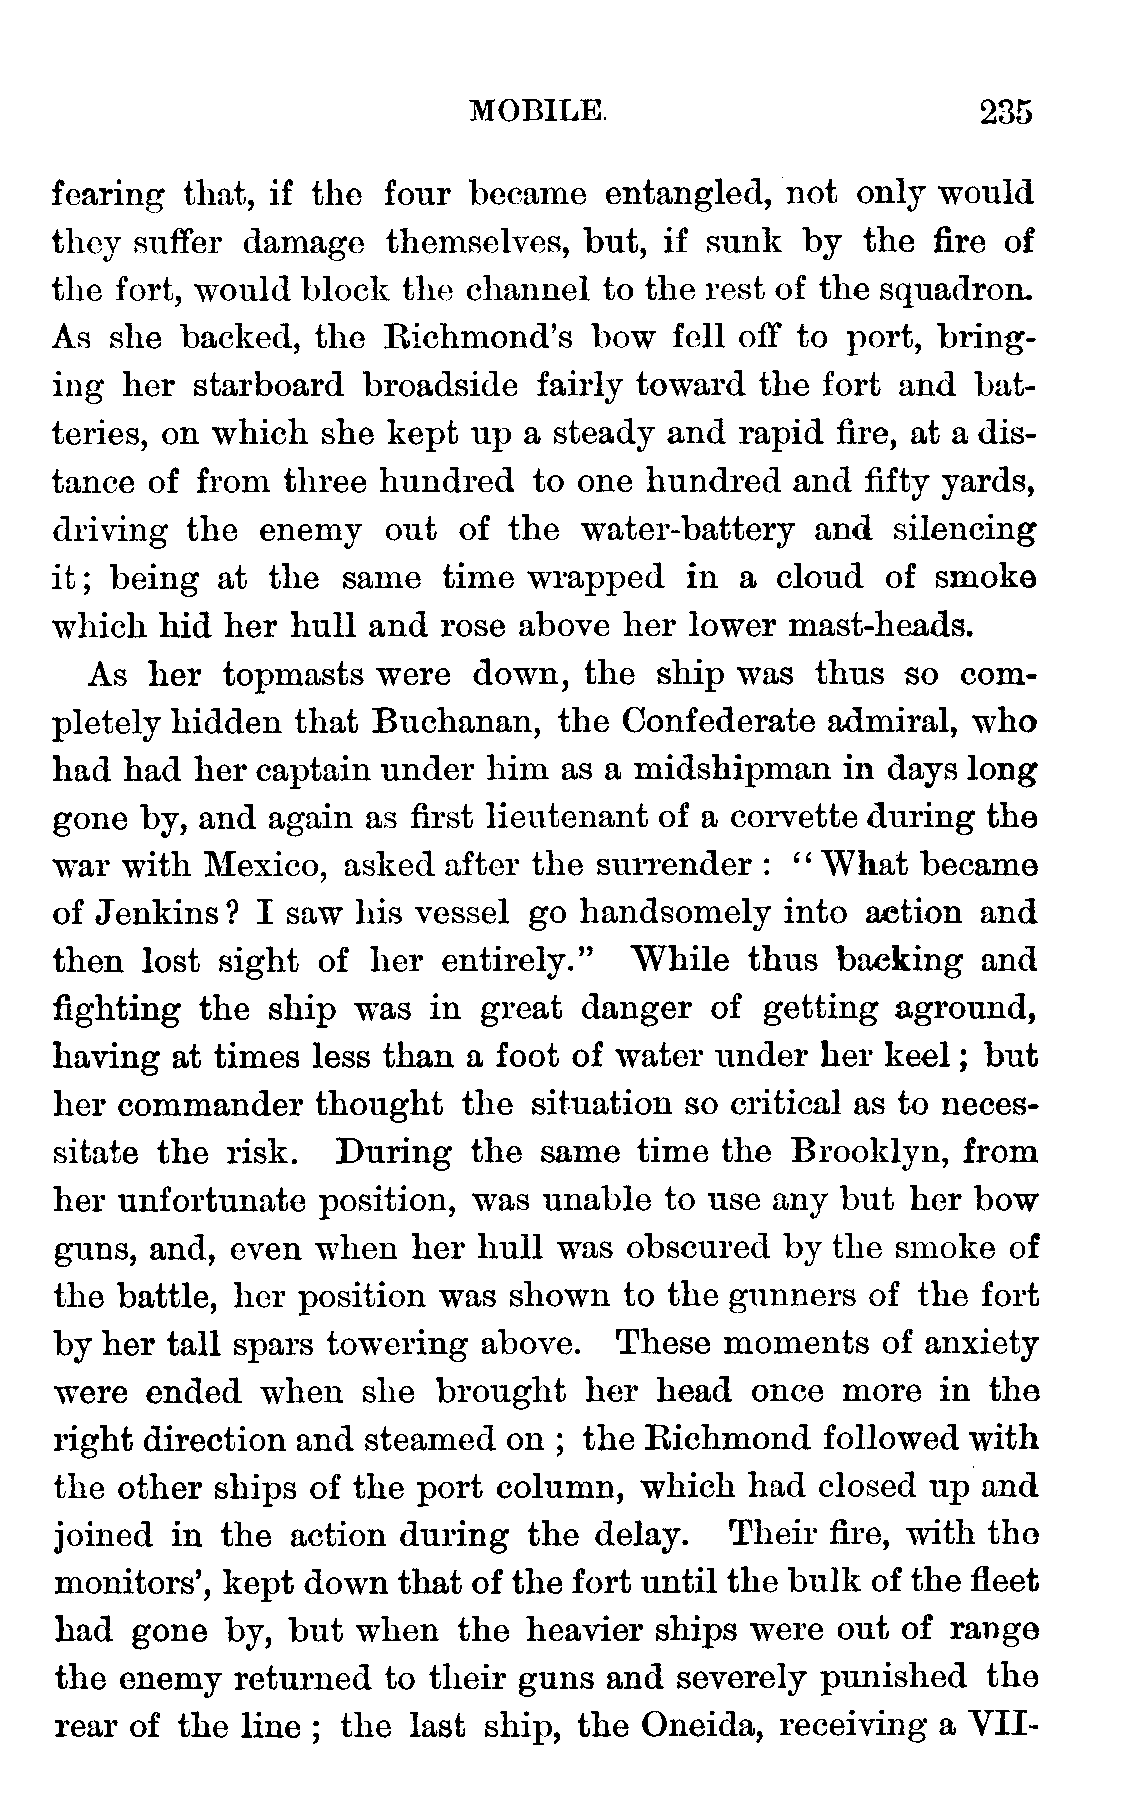 MOBILE. 235
fearing that, if the four became entangled, not only would
they suffer damage themselves, but, if sunk by the fire of
the fort, would block the channel to the rest of the squadron.
As she backed, the Richmond's bow fell off to port, bring-
ing her starboard broadside fairly toward the fort and bat-
teries, on which she kept up a steady and rapid fire, at a dis-
tance of from three hundred to one hundred and fifty yards,
driving the enemy out of the water-battery and silencing
it; being at the same time wrapped in a cloud of smoke
which hid her hull and rose above her lower mast-heads.
As her topmasts were down, the ship was thus so com-
pletely hidden that Buchanan, the Confederate admiral, who
had had her captain under him as a midshipman in days long
gone by, and again as first lieutenant of a corvette during the
war with Mexico, asked after the surrender : "What became
of Jenkins? I saw his vessel go handsomely into action and
then lost sight of her entirely." While thus backing and
fighting the ship was in great danger of getting aground,
having at times less than a foot of water under her keel ; but
her commander thought the situation so critical as to neces-
sitate the risk. During the same time the Brooklyn, from
her unfortunate position, was unable to use any but her bow
guns, and, even when her hull was obscured by the smoke of
the battle, her position was shown to the gunners of the fort
by her tall spars towering above. These moments of anxiety
were ended when she brought her head once more in the
right direction and steamed on ; the Richmond followed with
the other ships of the port column, which had closed up and
joined in the action during the delay. Their fire, with the
monitors', kept down that of the fort until the bulk of the fleet
had gone by, but when the heavier ships were out of range
the enemy returned to their guns and severely punished the
rear of the line ; the last ship, the Oneida, receiving a VII-